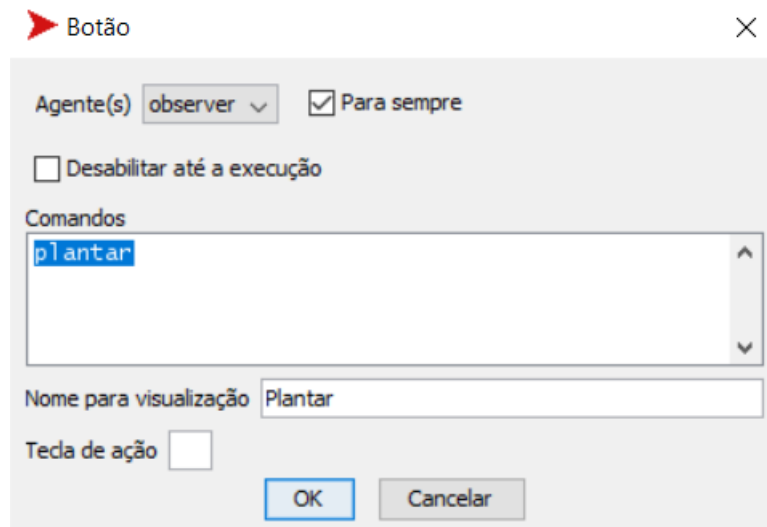 Botão
Agente(s) observer Para sempre
Desabilitar até a execução
Comandos
plantar
Nome para visualização Plantar
Tecla de ação
OK Cancelar